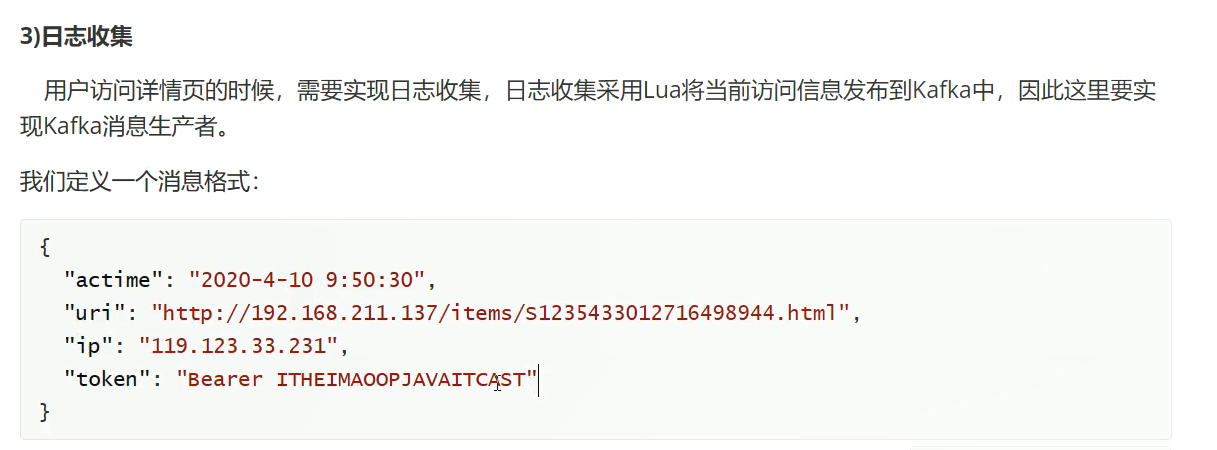 3)日志收集
用户访问详情页的时候，需要实现日志收集，日志收集采用Lua将当前访问信息发布到Kafka中，因此这里要实
现Kafka消息生产者。
我们定义一个消息格式：
{
"actime": "2020-4-10 9:50:30",
"uri": "http://192.168.211.137/items/S1235433012716498944.html",
"ip": "119.123.33.231",
"token": "Bearer ITHEIMAOOPJAVAITCAST"
}